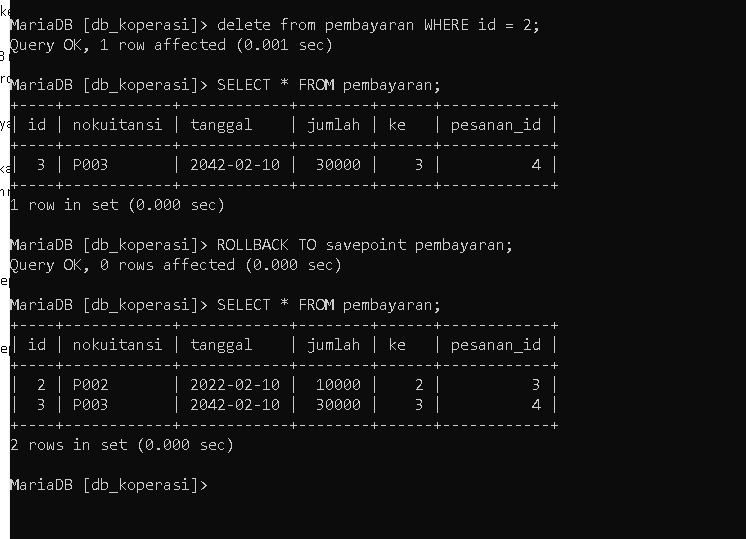 MariaDB [db_koperasi]> delete from pembayaran WHERE id = 2;
Query OK, 1 row affected (0.001 sec)
MariaDB [db_koperasi]> SELECT * FROM pembayaran;
+----+------------+------------+--------+------+------------+
| id | nokuitansi | tanggal    | jumlah | ke   | pesanan_id |
+----+------------+------------+--------+------+------------+
|  3 | P003       | 2042-02-10 |  30000 |    3 |          4 |
+----+------------+------------+--------+------+------------+
1 row in set (0.000 sec)
MariaDB [db_koperasi]> ROLLBACK TO savepoint pembayaran;
Query OK, 0 rows affected (0.000 sec)
MariaDB [db_koperasi]> SELECT * FROM pembayaran;
+----+------------+------------+--------+------+------------+
| id | nokuitansi | tanggal    | jumlah | ke   | pesanan_id |
+----+------------+------------+--------+------+------------+
|  2 | P002       | 2022-02-10 |  10000 |    2 |          3 |
|  3 | P003       | 2042-02-10 |  30000 |    3 |          4 |
+----+------------+------------+--------+------+------------+
2 rows in set (0.000 sec)
MariaDB [db_koperasi]>